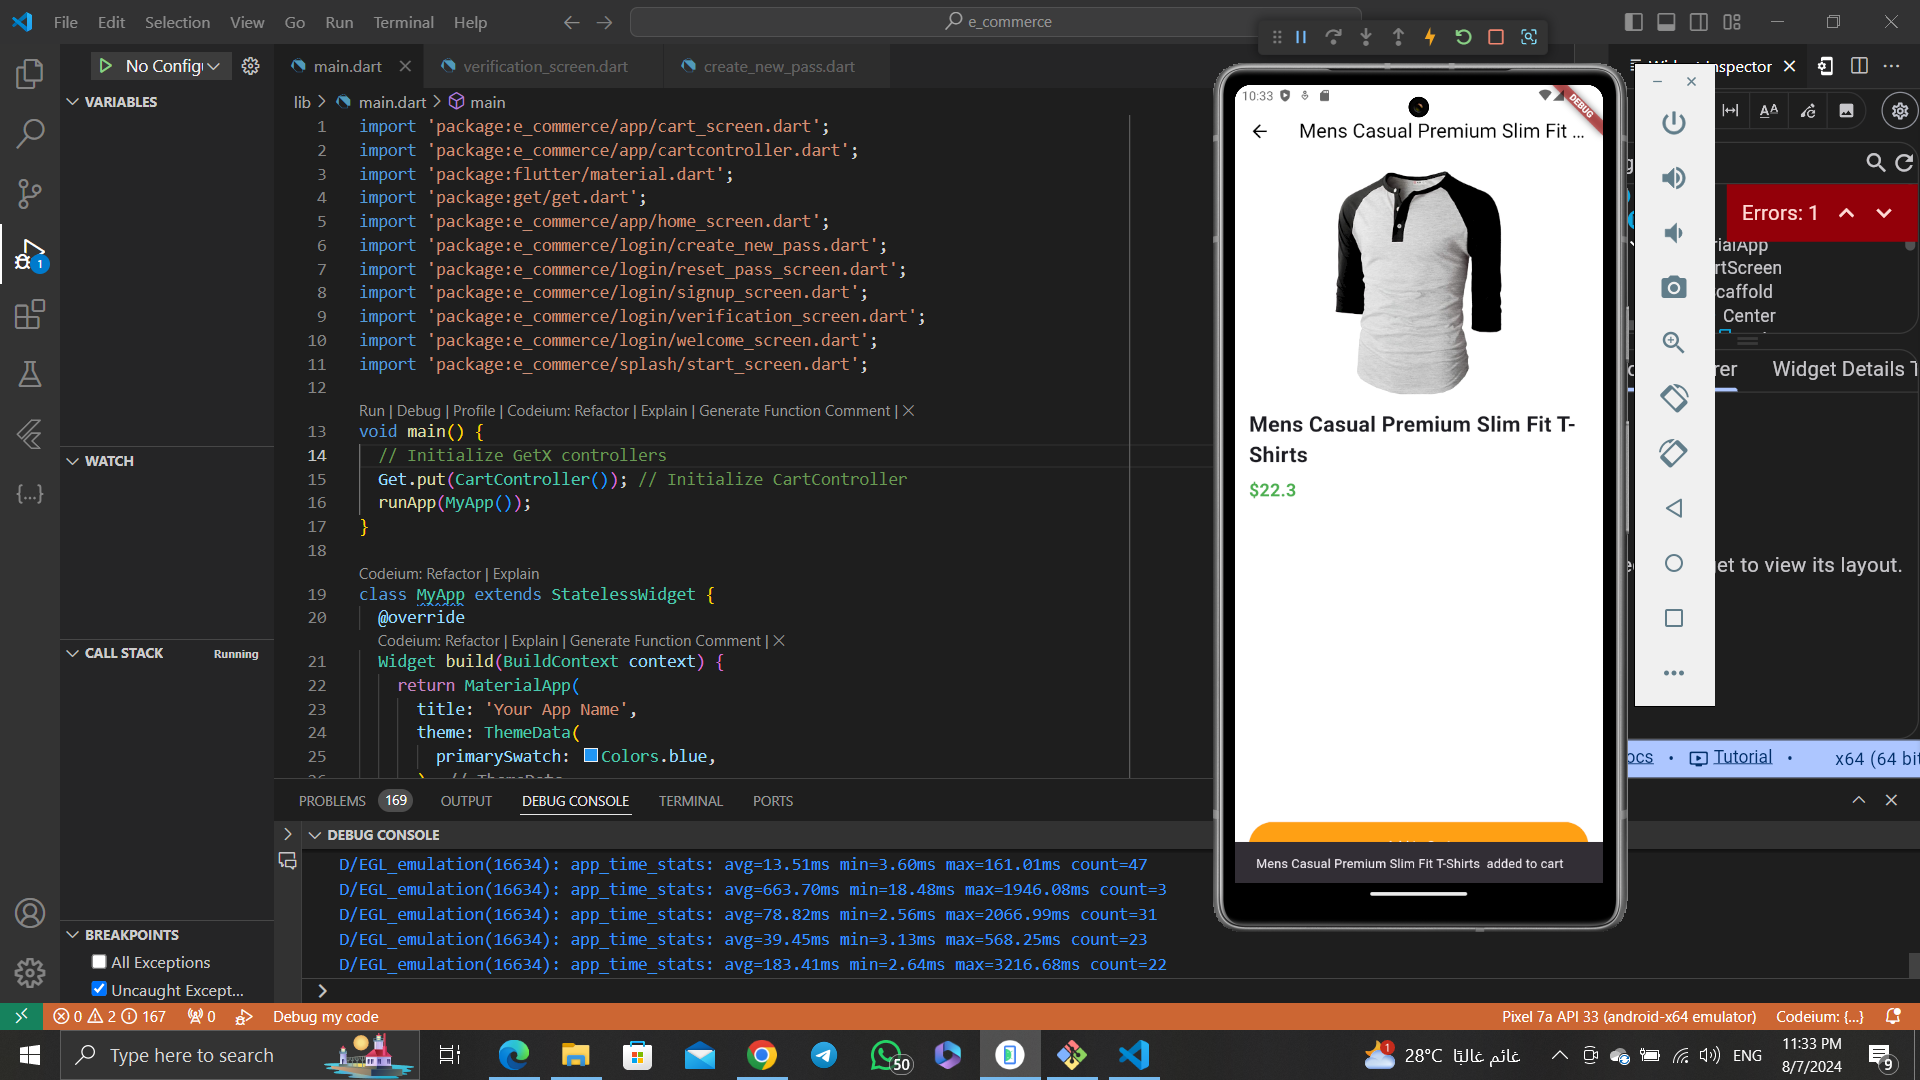 File Edit Selection View Go Run Terminal Help
e_commerce
No Config
main.dart
verification_screen.dart
create_new_pass.dart
Inspector
VARIABLES
lib > main.dart > main
1 import 'package:e_commerce/app/cart_screen.dart';
2 import 'package:e_commerce/app/cartcontroller.dart';
3 import 'package:flutter/material.dart';
4 import 'package:get/get.dart';
5 import 'package:e_commerce/app/home_screen.dart';
6 import 'package:e_commerce/login/create_new_pass.dart';
7 import 'package:e_commerce/login/reset_pass_screen.dart';
8 import 'package:e_commerce/login/signup_screen.dart';
9 import 'package:e_commerce/login/verification_screen.dart';
10 import 'package:e_commerce/login/welcome_screen.dart';
11 import 'package:e_commerce/splash/start_screen.dart';
12
Run | Debug | Profile | Codeium: Refactor | Explain | Generate Function Comment | X
13 void main() {
14 // Initialize GetX controllers
15 Get.put(CartController()); // Initialize CartController
16 runApp(MyApp());
17 }
18
Codeium: Refactor | Explain
19 class MyApp extends StatelessWidget {
20 @override
Codeium: Refactor | Explain | Generate Function Comment | X
21 Widget build(BuildContext context) {
22 return MaterialApp(
23 title: 'Your App Name',
24 theme: ThemeData(
25 primarySwatch: Colors.blue,
WATCH
CALL STACK
Running
BREAKPOINTS
All Exceptions
Uncaught Except...
1
10:33
DEBUG
Mens Casual Premium Slim Fit ...
Mens Casual Premium Slim Fit T-
Shirts
$22.3
Mens Casual Premium Slim Fit T-Shirts added to cart
Errors: 1
rialApp
rtScreen
caffold
Center
rer
Widget Details T
et to view its layout.
ocs • Tutorial • x64 (64 bit
PROBLEMS 169 OUTPUT DEBUG CONSOLE TERMINAL PORTS
DEBUG CONSOLE
D/EGL_emulation(16634): app_time_stats: avg=13.51ms min=3.60ms max=161.01ms count=47
D/EGL_emulation(16634): app_time_stats: avg=663.70ms min=18.48ms max=1946.08ms count=3
D/EGL_emulation(16634): app_time_stats: avg=78.82ms min=2.56ms max=2066.99ms count=31
D/EGL_emulation(16634): app_time_stats: avg=39.45ms min=3.13ms max=568.25ms count=23
D/EGL_emulation(16634): app_time_stats: avg=183.41ms min=2.64ms max=3216.68ms count=22
0 2 167 0 Debug my code
Pixel 7a API 33 (android-x64 emulator) Codeium: {...}
Type here to search
50
1
28°C غائم غالبًا
ENG
11:33 PM
8/7/2024
9